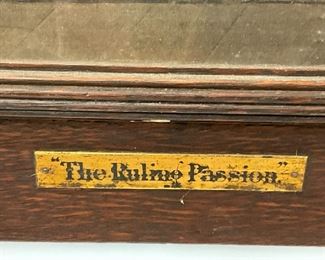 "The Ruling Passion."